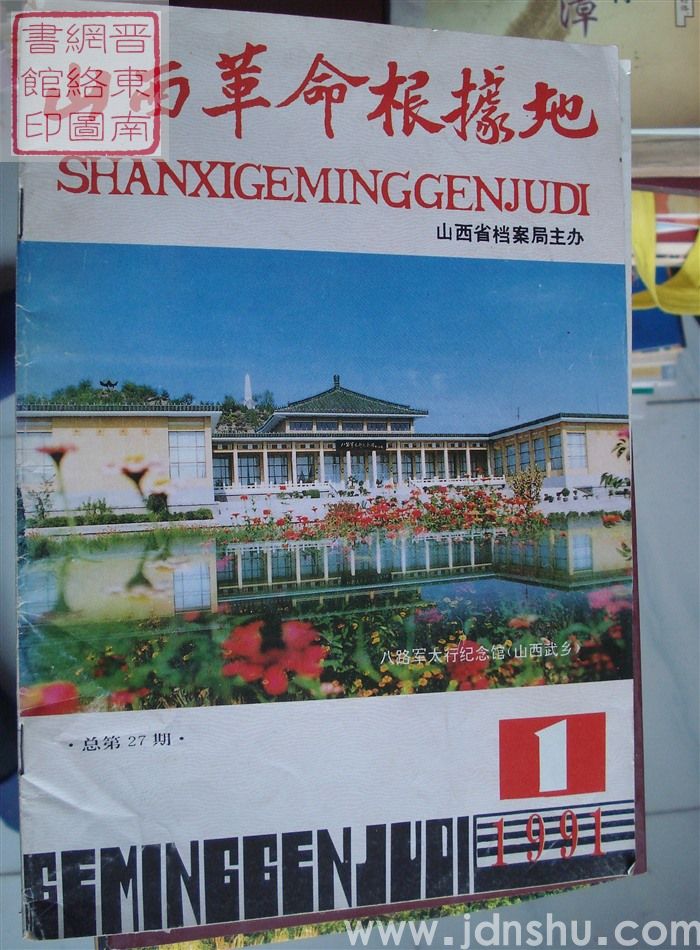 晋東南
網絡圖
書館印
山西革命根據地
SHANXIGEMINGGENJUDI
山西省档案局主办
八路军太行纪念馆(山西武乡)
·总第27期·
1
1991
GEMINGGENJUDI
www.jdnshu.com